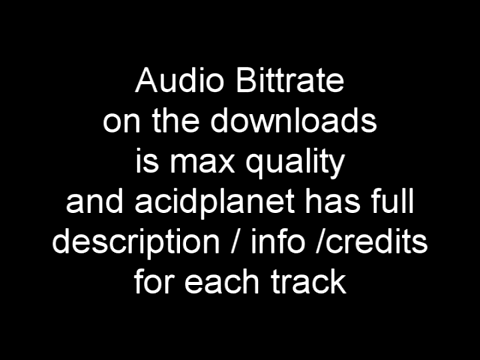 Audio Bittrate
on the downloads
is max quality
and acidplanet has full
description / info /credits
for each track